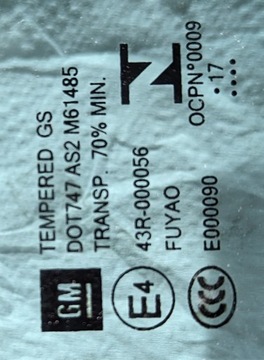 GM
TEMPERED GS
DOT747 AS2 M61485
TRANSP. 70% MIN.
E4
43R-000056
FUYAO
CCC
E000090
OCPN°0009
•17
••••